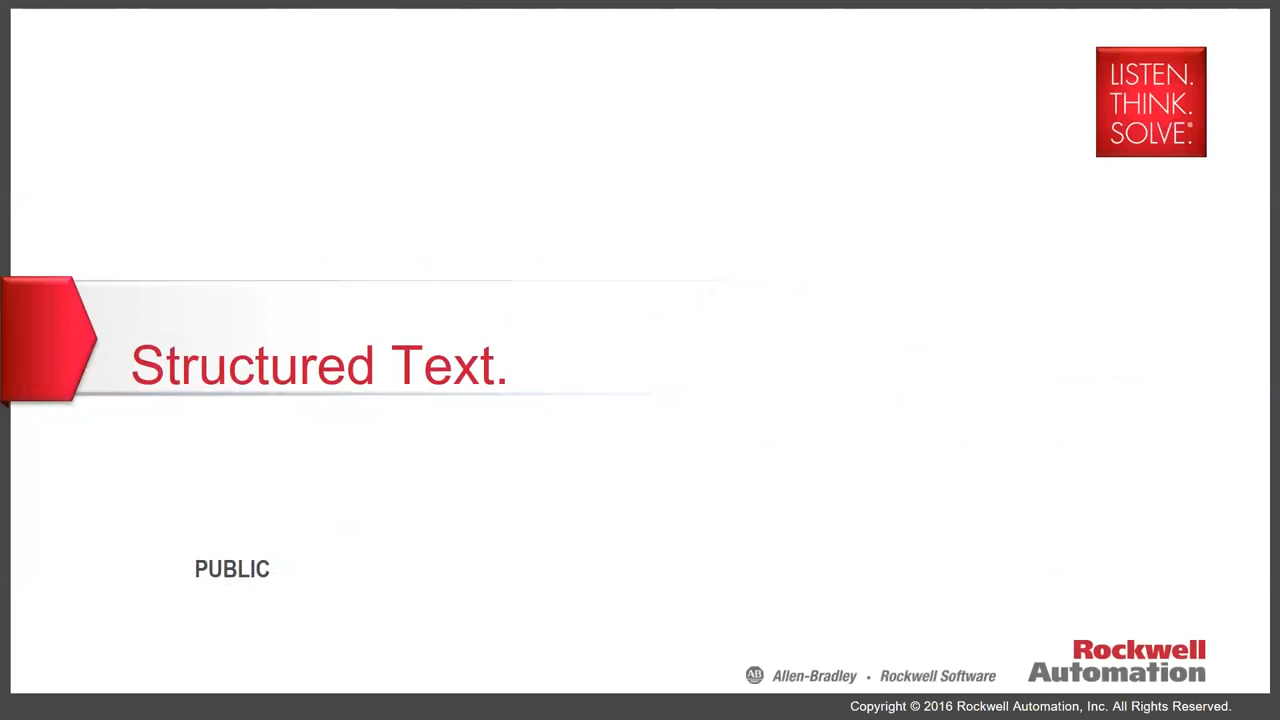 LISTEN.
THINK.
SOLVE.®
Structured Text.
PUBLIC
Rockwell
Automation
AB Allen-Bradley • Rockwell Software
Copyright © 2016 Rockwell Automation, Inc. All Rights Reserved.